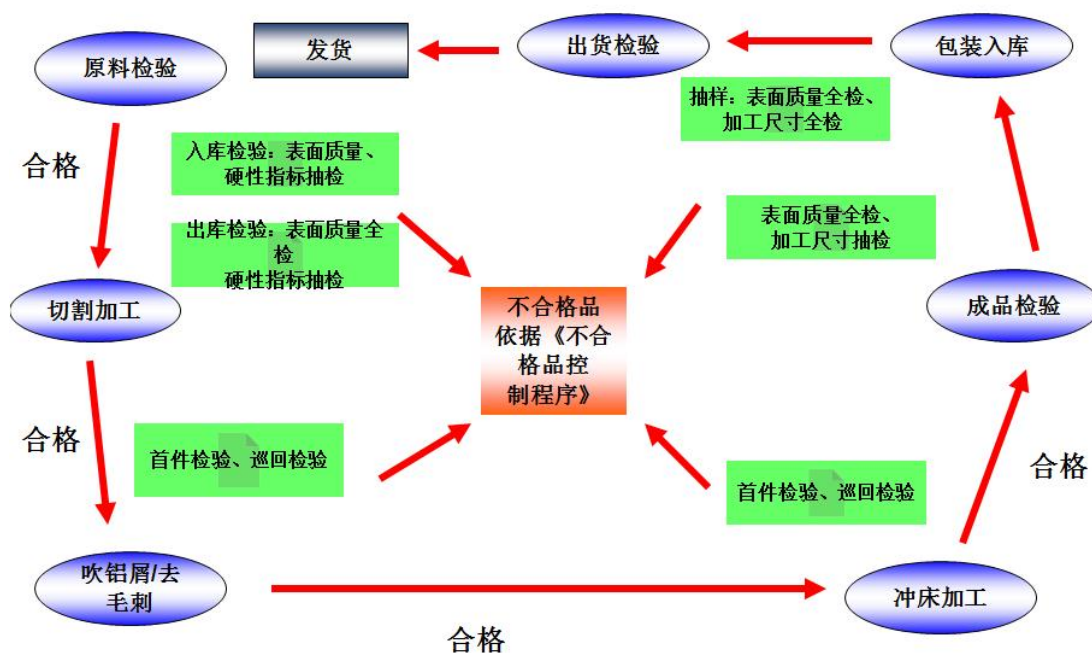 原料检验
发货
出货检验
包装入库
抽样：表面质量全检、
加工尺寸全检
合格
入库检验：表面质量、
硬性指标抽检
出库检验：表面质量全
检
硬性指标抽检
表面质量全检、
加工尺寸抽检
切割加工
不合格品
依据《不合
格品控
制程序》
成品检验
合格
首件检验、巡回检验
首件检验、巡回检验
合格
吹铝屑/去
毛刺
冲床加工
合格